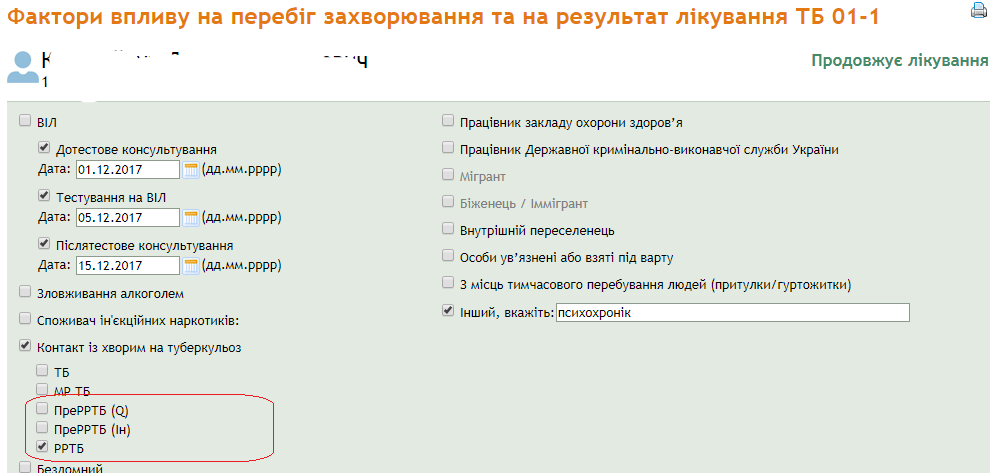 Фактори впливу на перебіг захворювання та на результат лікування ТБ 01-1
Продовжує лікування
1
ВІЛ
Дотестове консультування
Дата: 01.12.2017 (дд.мм.рррр)
Тестування на ВІЛ
Дата: 05.12.2017 (дд.мм.рррр)
Післятестове консультування
Дата: 15.12.2017 (дд.мм.рррр)
Зловживання алкоголем
Споживач ін'єкційних наркотиків:
Контакт із хворим на туберкульоз
ТБ
МР ТБ
ПреРРТБ (Q)
ПреРРТБ (Ін)
РРТБ
Бездомний
Працівник закладу охорони здоров’я
Працівник Державної кримінально-виконавчої служби України
Мігрант
Біженець / Іммігрант
Внутрішній переселенець
Особи ув’язнені або взяті під варту
З місць тимчасового перебування людей (притулки/гуртожитки)
Інший, вкажіть: психохронік